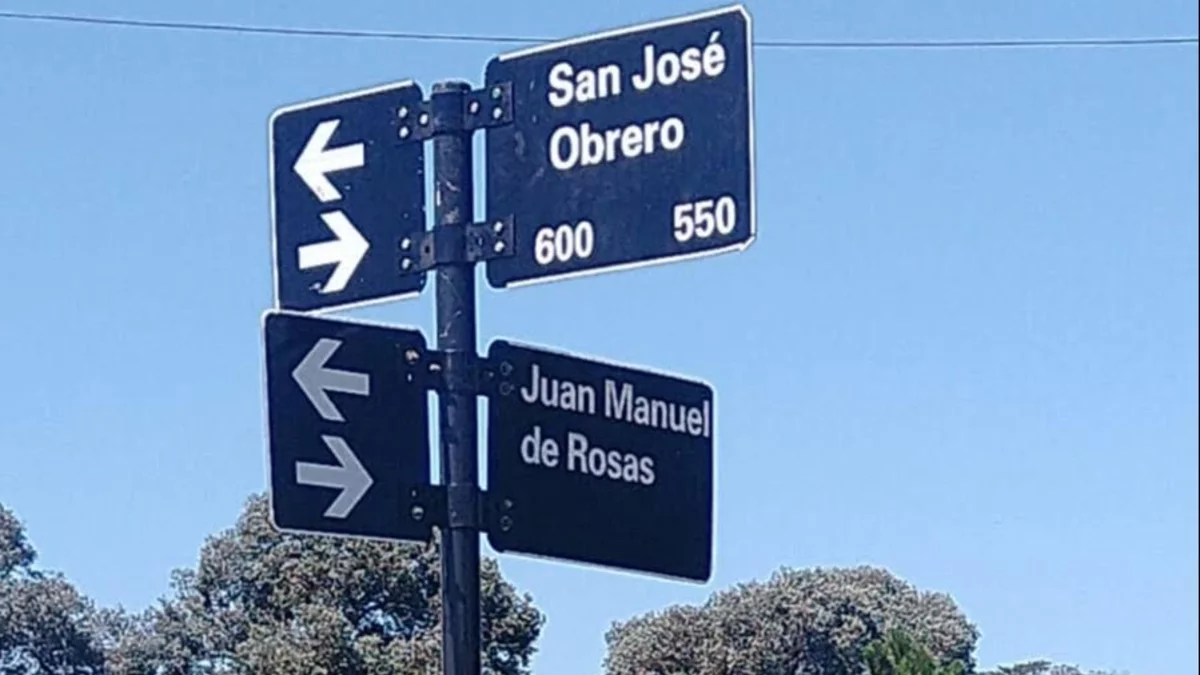 San José
Obrero
600 550
Juan Manuel
de Rosas